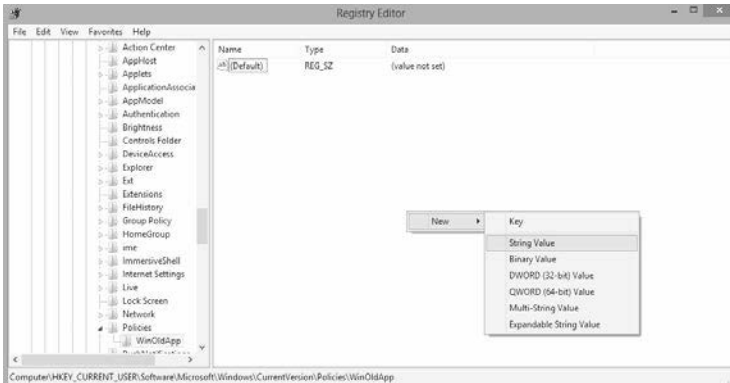 Registry Editor
File Edit View Favorites Help
Action Center
AppHost
Applets
ApplicationAssocia
AppModel
Authentication
Brightness
Controls Folder
DeviceAccess
Explorer
Ext
Extensions
FileHistory
Group Policy
HomeGroup
ime
ImmersiveShell
Internet Settings
Live
Lock Screen
Network
Policies
WinOldApp
Name Type Data
ab (Default) REG_SZ (value not set)
New Key
String Value
Binary Value
DWORD (32-bit) Value
QWORD (64-bit) Value
Multi-String Value
Expandable String Value
Computer\HKEY_CURRENT_USER\Software\Microsoft\Windows\CurrentVersion\Policies\WinOldApp